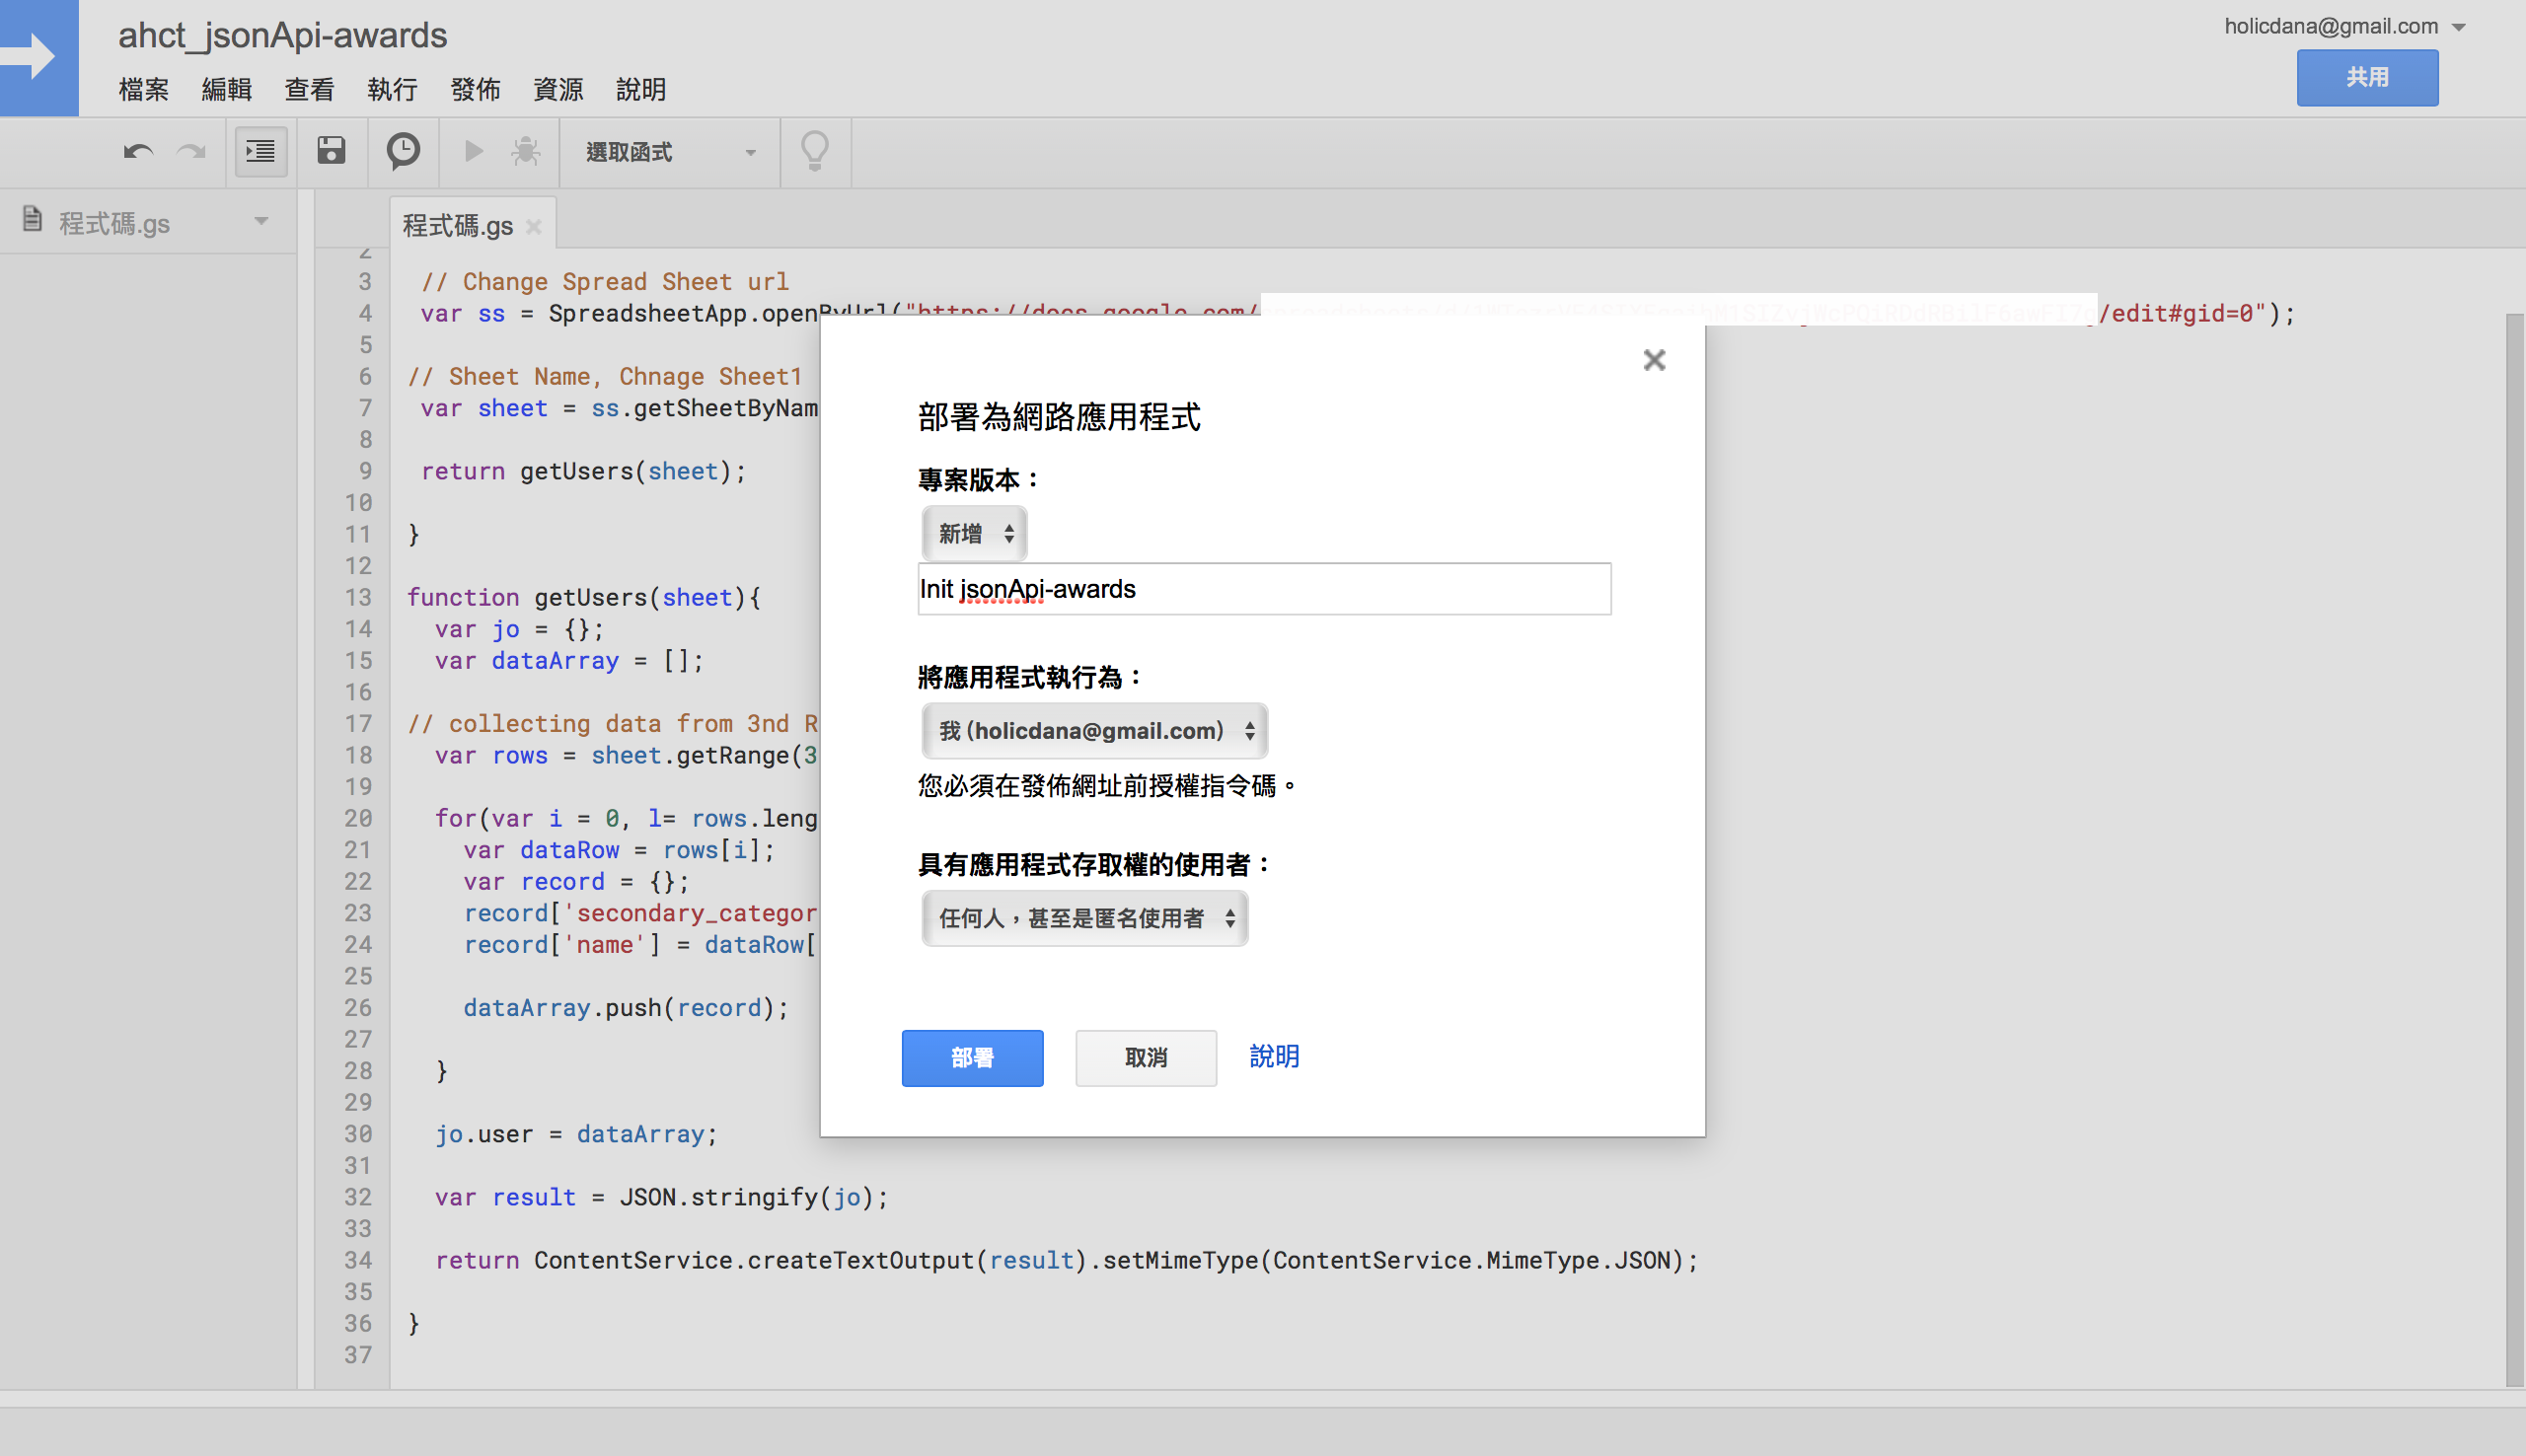 ahct_jsonApi-awards
holicdana@gmail.com
檔案 編輯 查看 執行 發佈 資源 說明
共用
選取函式
程式碼.gs
程式碼.gs
2
3 // Change Spread Sheet url
4 var ss = SpreadsheetApp.openByUrl("https://docs.google.com/ /edit#gid=0");
5
6 // Sheet Name, Chnage Sheet1
7 var sheet = ss.getSheetByNam
8
9 return getUsers(sheet);
10
11 }
12
13 function getUsers(sheet){
14 var jo = {};
15 var dataArray = [];
16
17 // collecting data from 3nd R
18 var rows = sheet.getRange(3
19
20 for(var i = 0, l= rows.leng
21 var dataRow = rows[i];
22 var record = {};
23 record['secondary_categor
24 record['name'] = dataRow[
25
26 dataArray.push(record);
27
28 }
29
30 jo.user = dataArray;
31
32 var result = JSON.stringify(jo);
33
34 return ContentService.createTextOutput(result).setMimeType(ContentService.MimeType.JSON);
35
36 }
37
部署為網路應用程式
專案版本：
新增
Init jsonApi-awards
將應用程式執行為：
我 (holicdana@gmail.com)
您必須在發佈網址前授權指令碼。
具有應用程式存取權的使用者：
任何人，甚至是匿名使用者
部署 取消 說明